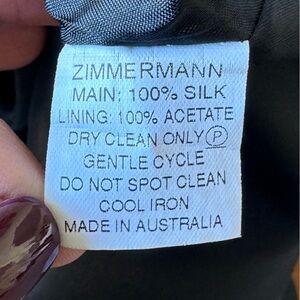 ZIMMERMANN
MAIN: 100% SILK
LINING: 100% ACETATE
DRY CLEAN ONLY Ⓟ
GENTLE CYCLE
DO NOT SPOT CLEAN
COOL IRON
MADE IN AUSTRALIA